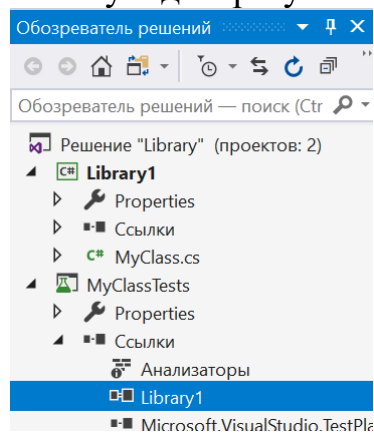 Обозреватель решений
Обозреватель решений — поиск (Ctr
Решение "Library" (проектов: 2)
C# Library1
Properties
Ссылки
C# MyClass.cs
MyClassTests
Properties
Ссылки
Анализаторы
Library1
Microsoft.VisualStudio.TestPla